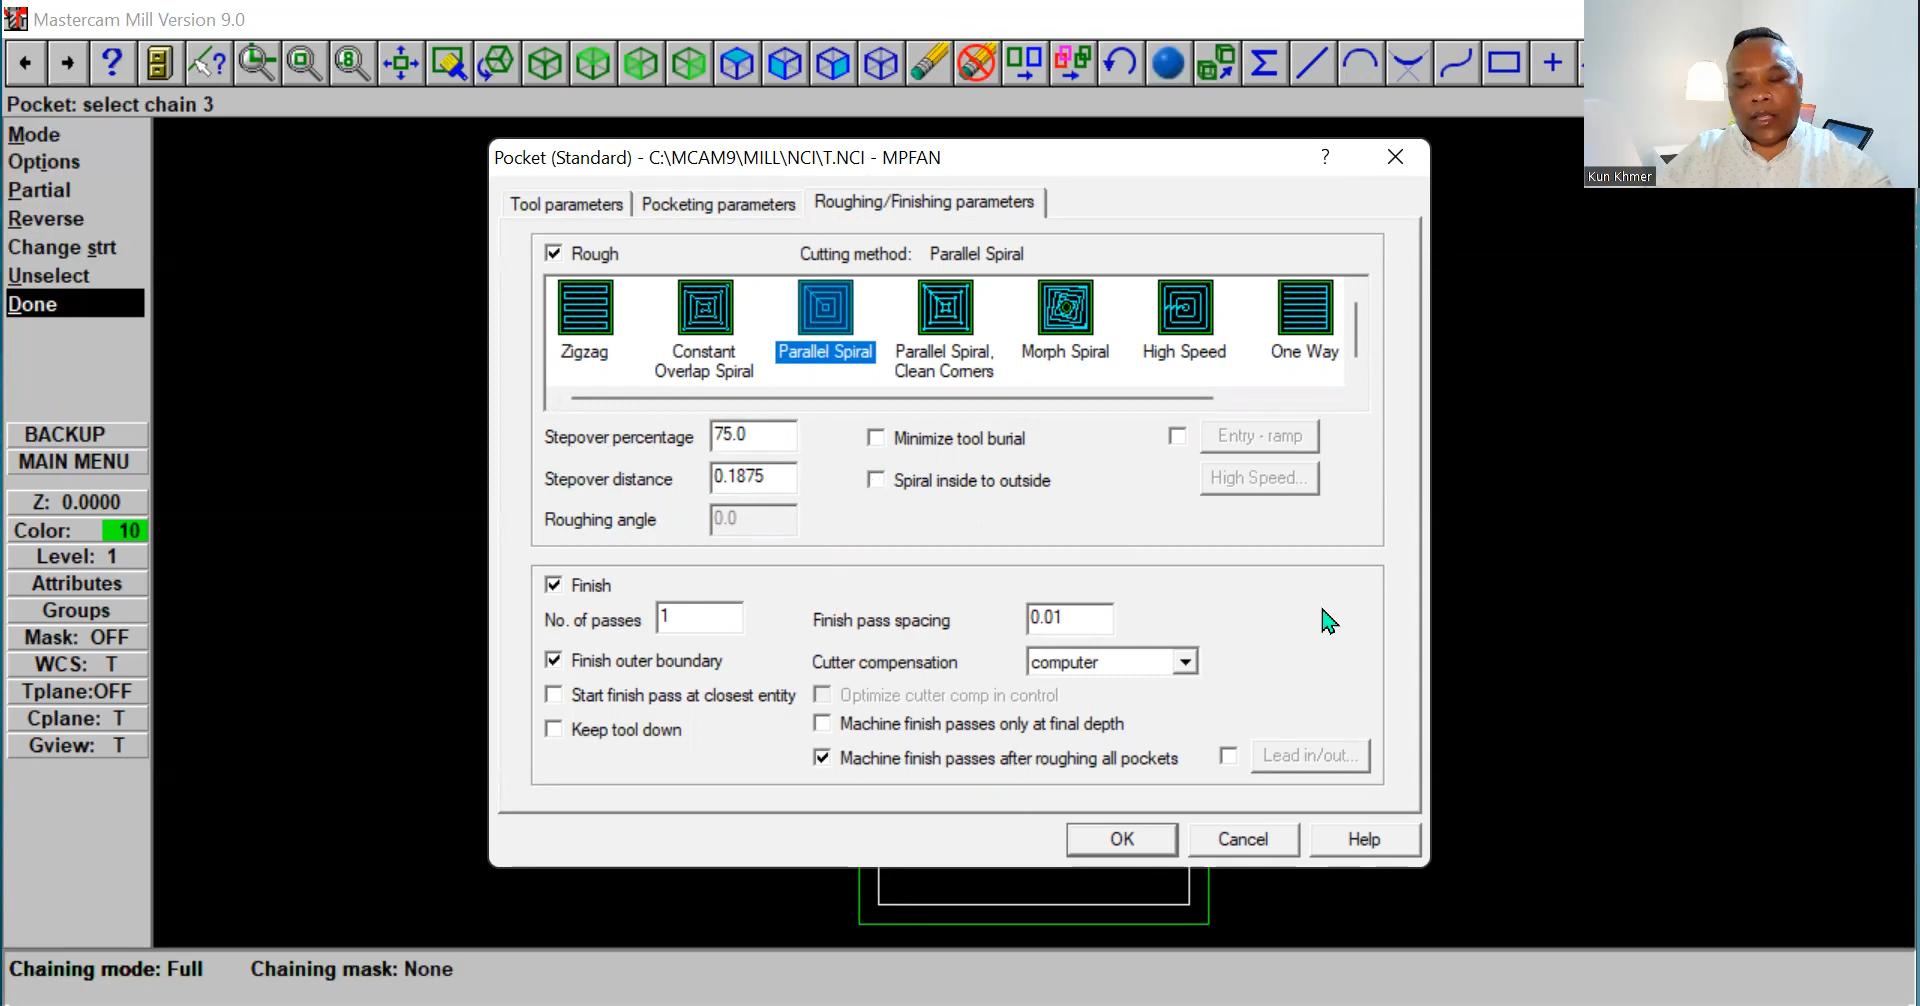 Mastercam Mill Version 9.0
Pocket: select chain 3
Mode
Options
Partial
Reverse
Change strt
Unselect
Done
BACKUP
MAIN MENU
Z: 0.0000
Color: 10
Level: 1
Attributes
Groups
Mask: OFF
WCS: T
Tplane:OFF
Cplane: T
Gview: T
Pocket (Standard) - C:\MCAM9\MILL\NCI\T.NCI - MPFAN
Tool parameters
Pocketing parameters
Roughing/Finishing parameters
Rough
Cutting method: Parallel Spiral
Zigzag
Constant
Overlap Spiral
Parallel Spiral
Parallel Spiral,
Clean Corners
Morph Spiral
High Speed
One Way
Stepover percentage 75.0
Minimize tool burial
Entry - ramp
Stepover distance 0.1875
Spiral inside to outside
High Speed...
Roughing angle 0.0
Finish
No. of passes 1
Finish pass spacing 0.01
Finish outer boundary
Cutter compensation computer
Start finish pass at closest entity
Optimize cutter comp in control
Keep tool down
Machine finish passes only at final depth
Machine finish passes after roughing all pockets
Lead in/out...
OK
Cancel
Help
Chaining mode: Full Chaining mask: None
Kun Khmer